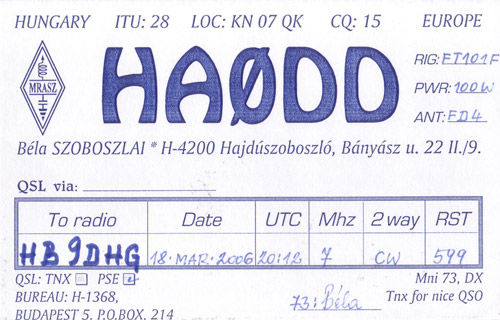 HUNGARY ITU: 28 LOC: KN 07 QK CQ: 15 EUROPE
MRASZ
HAØDD
RIG: FT101F
PWR: 100W
ANT: FD4
Béla SZOBOSZLAI * H-4200 Hajdúszoboszló, Bányász u. 22 II./9.
QSL via:
To radio Date UTC Mhz 2 way RST
HB9DHG 18. MAR. 2006 20:12 7 CW 599
QSL: TNX PSE
Mni 73, DX
BUREAU: H-1368,
73: Béla
Tnx for nice QSO
BUDAPEST 5. P.O.BOX. 214